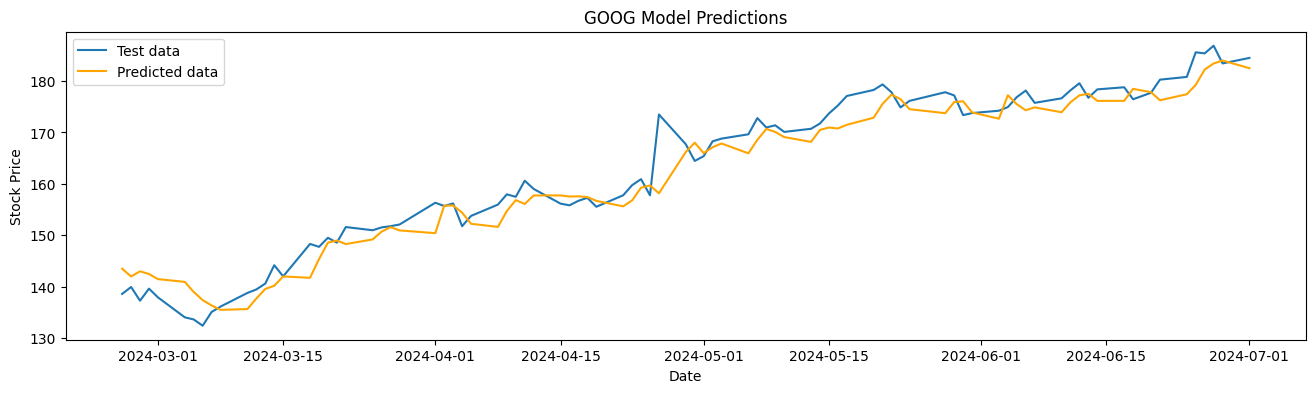 GOOG Model Predictions
Test data
Predicted data
Stock Price
180
170
160
150
140
130
2024-03-01 2024-03-15 2024-04-01 2024-04-15 2024-05-01 2024-05-15 2024-06-01 2024-06-15 2024-07-01
Date